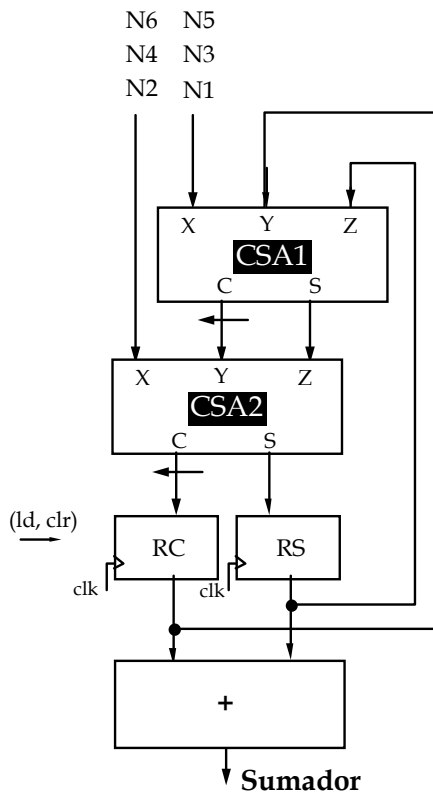 N6 N5
N4 N3
N2 N1
X Y Z
CSA1
C S
X Y Z
CSA2
C S
(ld, clr)
RC RS
clk clk
+
Sumador